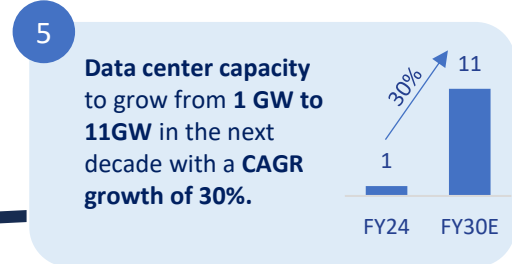 5
Data center capacity
to grow from 1 GW to
11GW in the next
decade with a CAGR
growth of 30%.
30%
11
1
FY24 FY30E